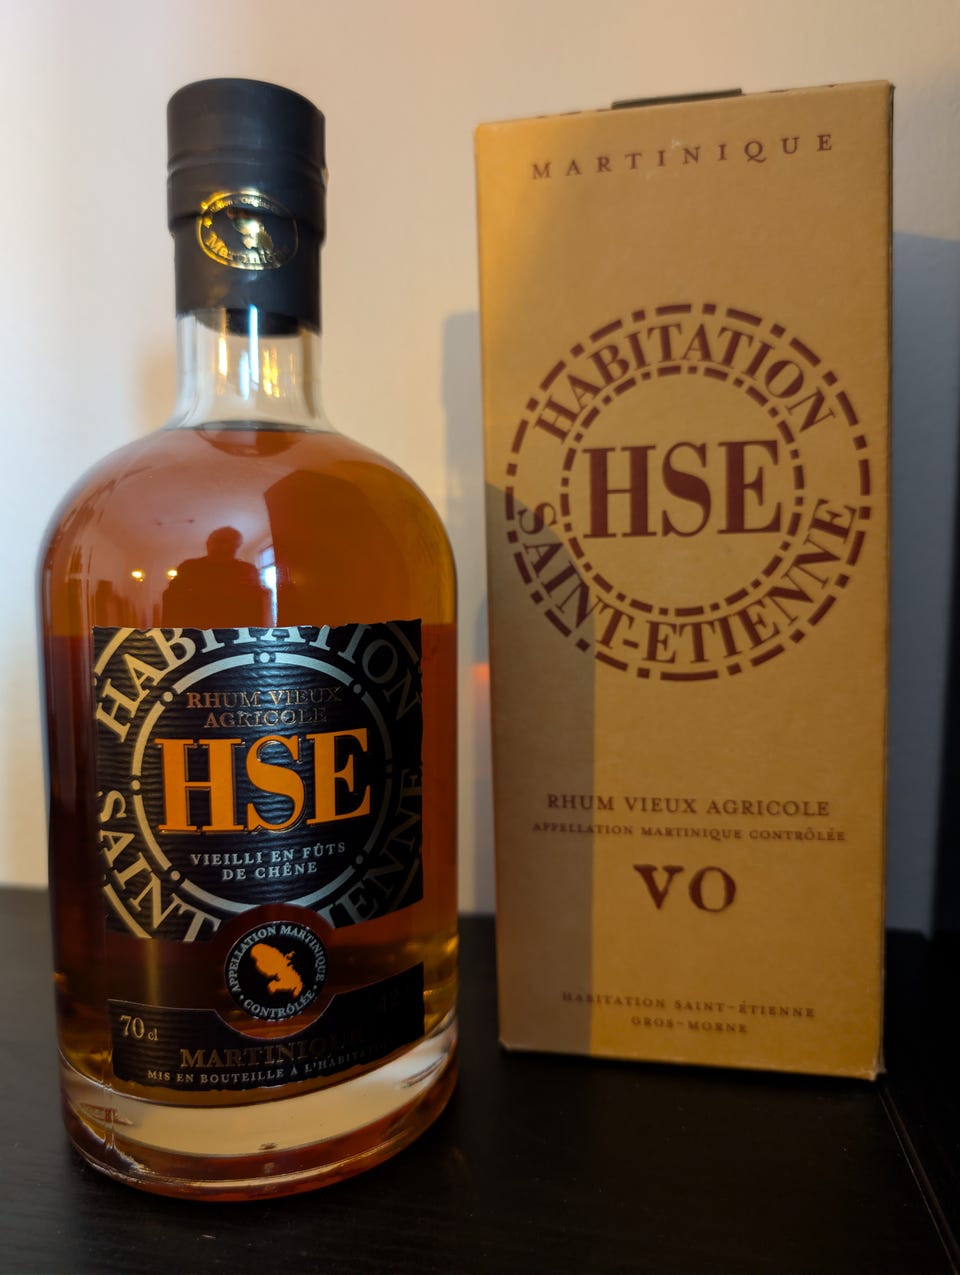 Martinique
HABITATION
SAINT-ETIENNE
RHUM VIEUX
AGRICOLE
HSE
VIEILLI EN FÛTS
DE CHÊNE
APPELLATION MARTINIQUE
• CONTRÔLÉE •
70 cl
MARTINIQUE
MIS EN BOUTEILLE À L'HABITATION
MARTINIQUE
HABITATION
HSE
SAINT-ETIENNE
RHUM VIEUX AGRICOLE
APPELLATION MARTINIQUE CONTRÔLÉE
VO
HABITATION SAINT-ÉTIENNE
GROS-MORNE